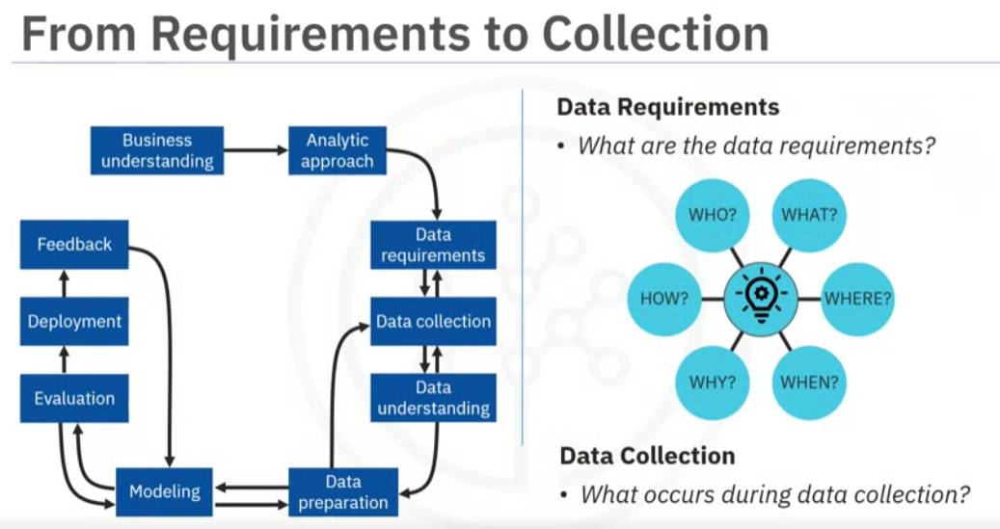 From Requirements to Collection
Business
understanding
Analytic
approach
Data
requirements
Data collection
Data
understanding
Data
preparation
Modeling
Evaluation
Deployment
Feedback
Data Requirements
• What are the data requirements?
WHO?
WHAT?
HOW?
WHERE?
WHY?
WHEN?
Data Collection
• What occurs during data collection?